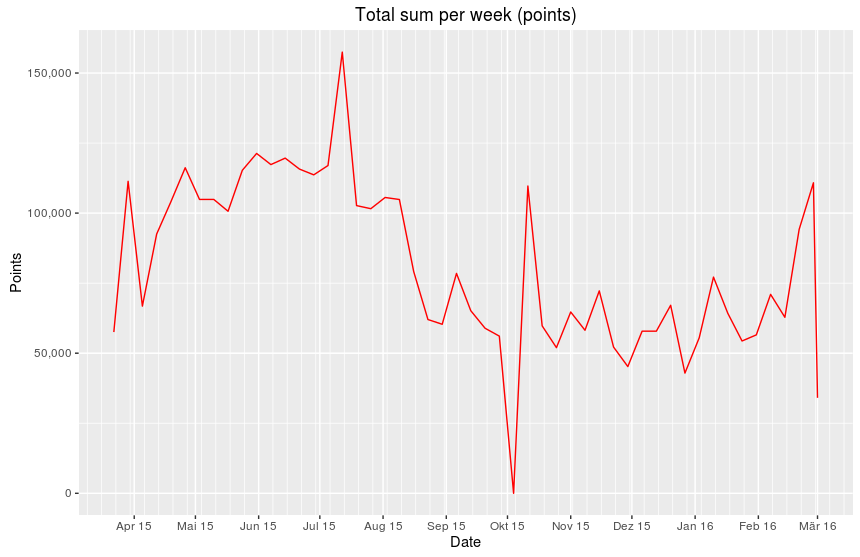 Total sum per week (points)
150,000
100,000
50,000
0
Points
Apr 15 Mai 15 Jun 15 Jul 15 Aug 15 Sep 15 Okt 15 Nov 15 Dez 15 Jan 16 Feb 16 Mär 16
Date